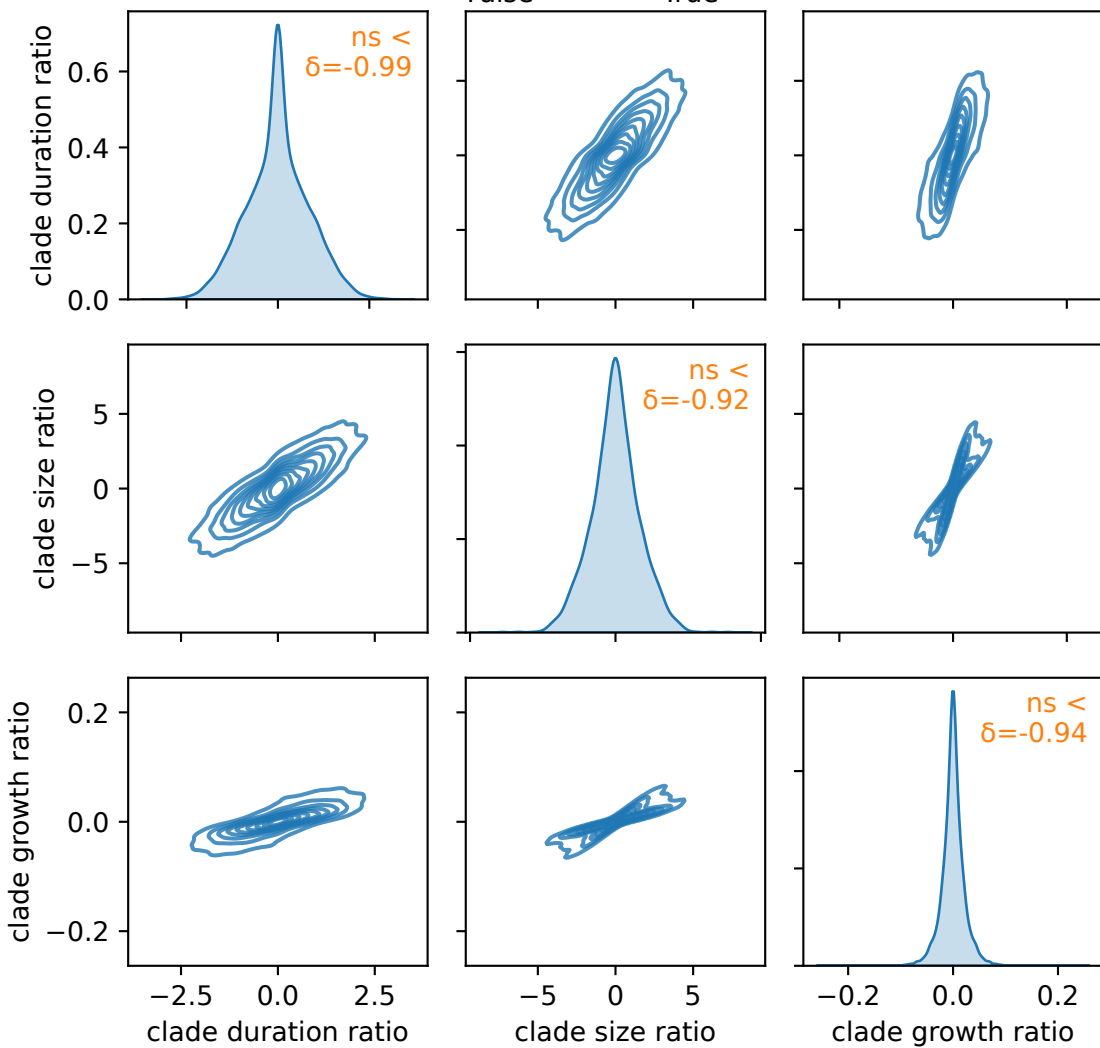 clade duration ratio
0.6
0.4
0.2
0.0
ns <
δ=-0.99
clade size ratio
5
0
−5
ns <
δ=-0.92
clade growth ratio
0.2
0.0
−0.2
ns <
δ=-0.94
−2.5 0.0 2.5
−5 0 5
−0.2 0.0 0.2
clade duration ratio
clade size ratio
clade growth ratio